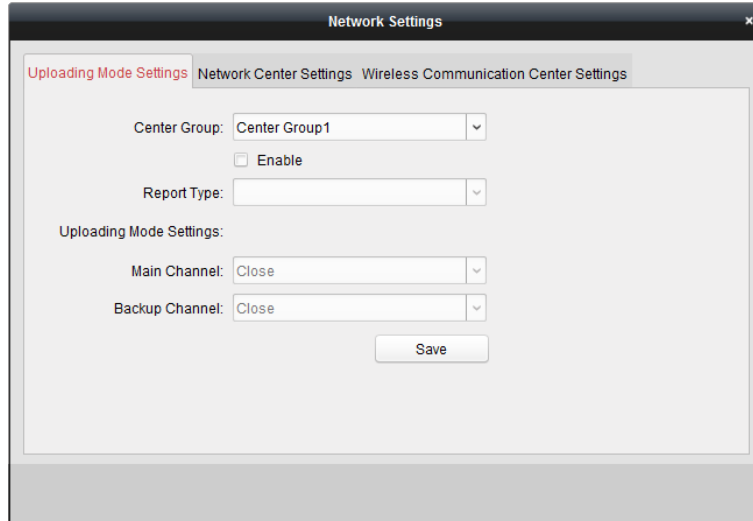 Network Settings
Uploading Mode Settings Network Center Settings Wireless Communication Center Settings
Center Group: Center Group1
Enable
Report Type:
Uploading Mode Settings:
Main Channel: Close
Backup Channel: Close
Save